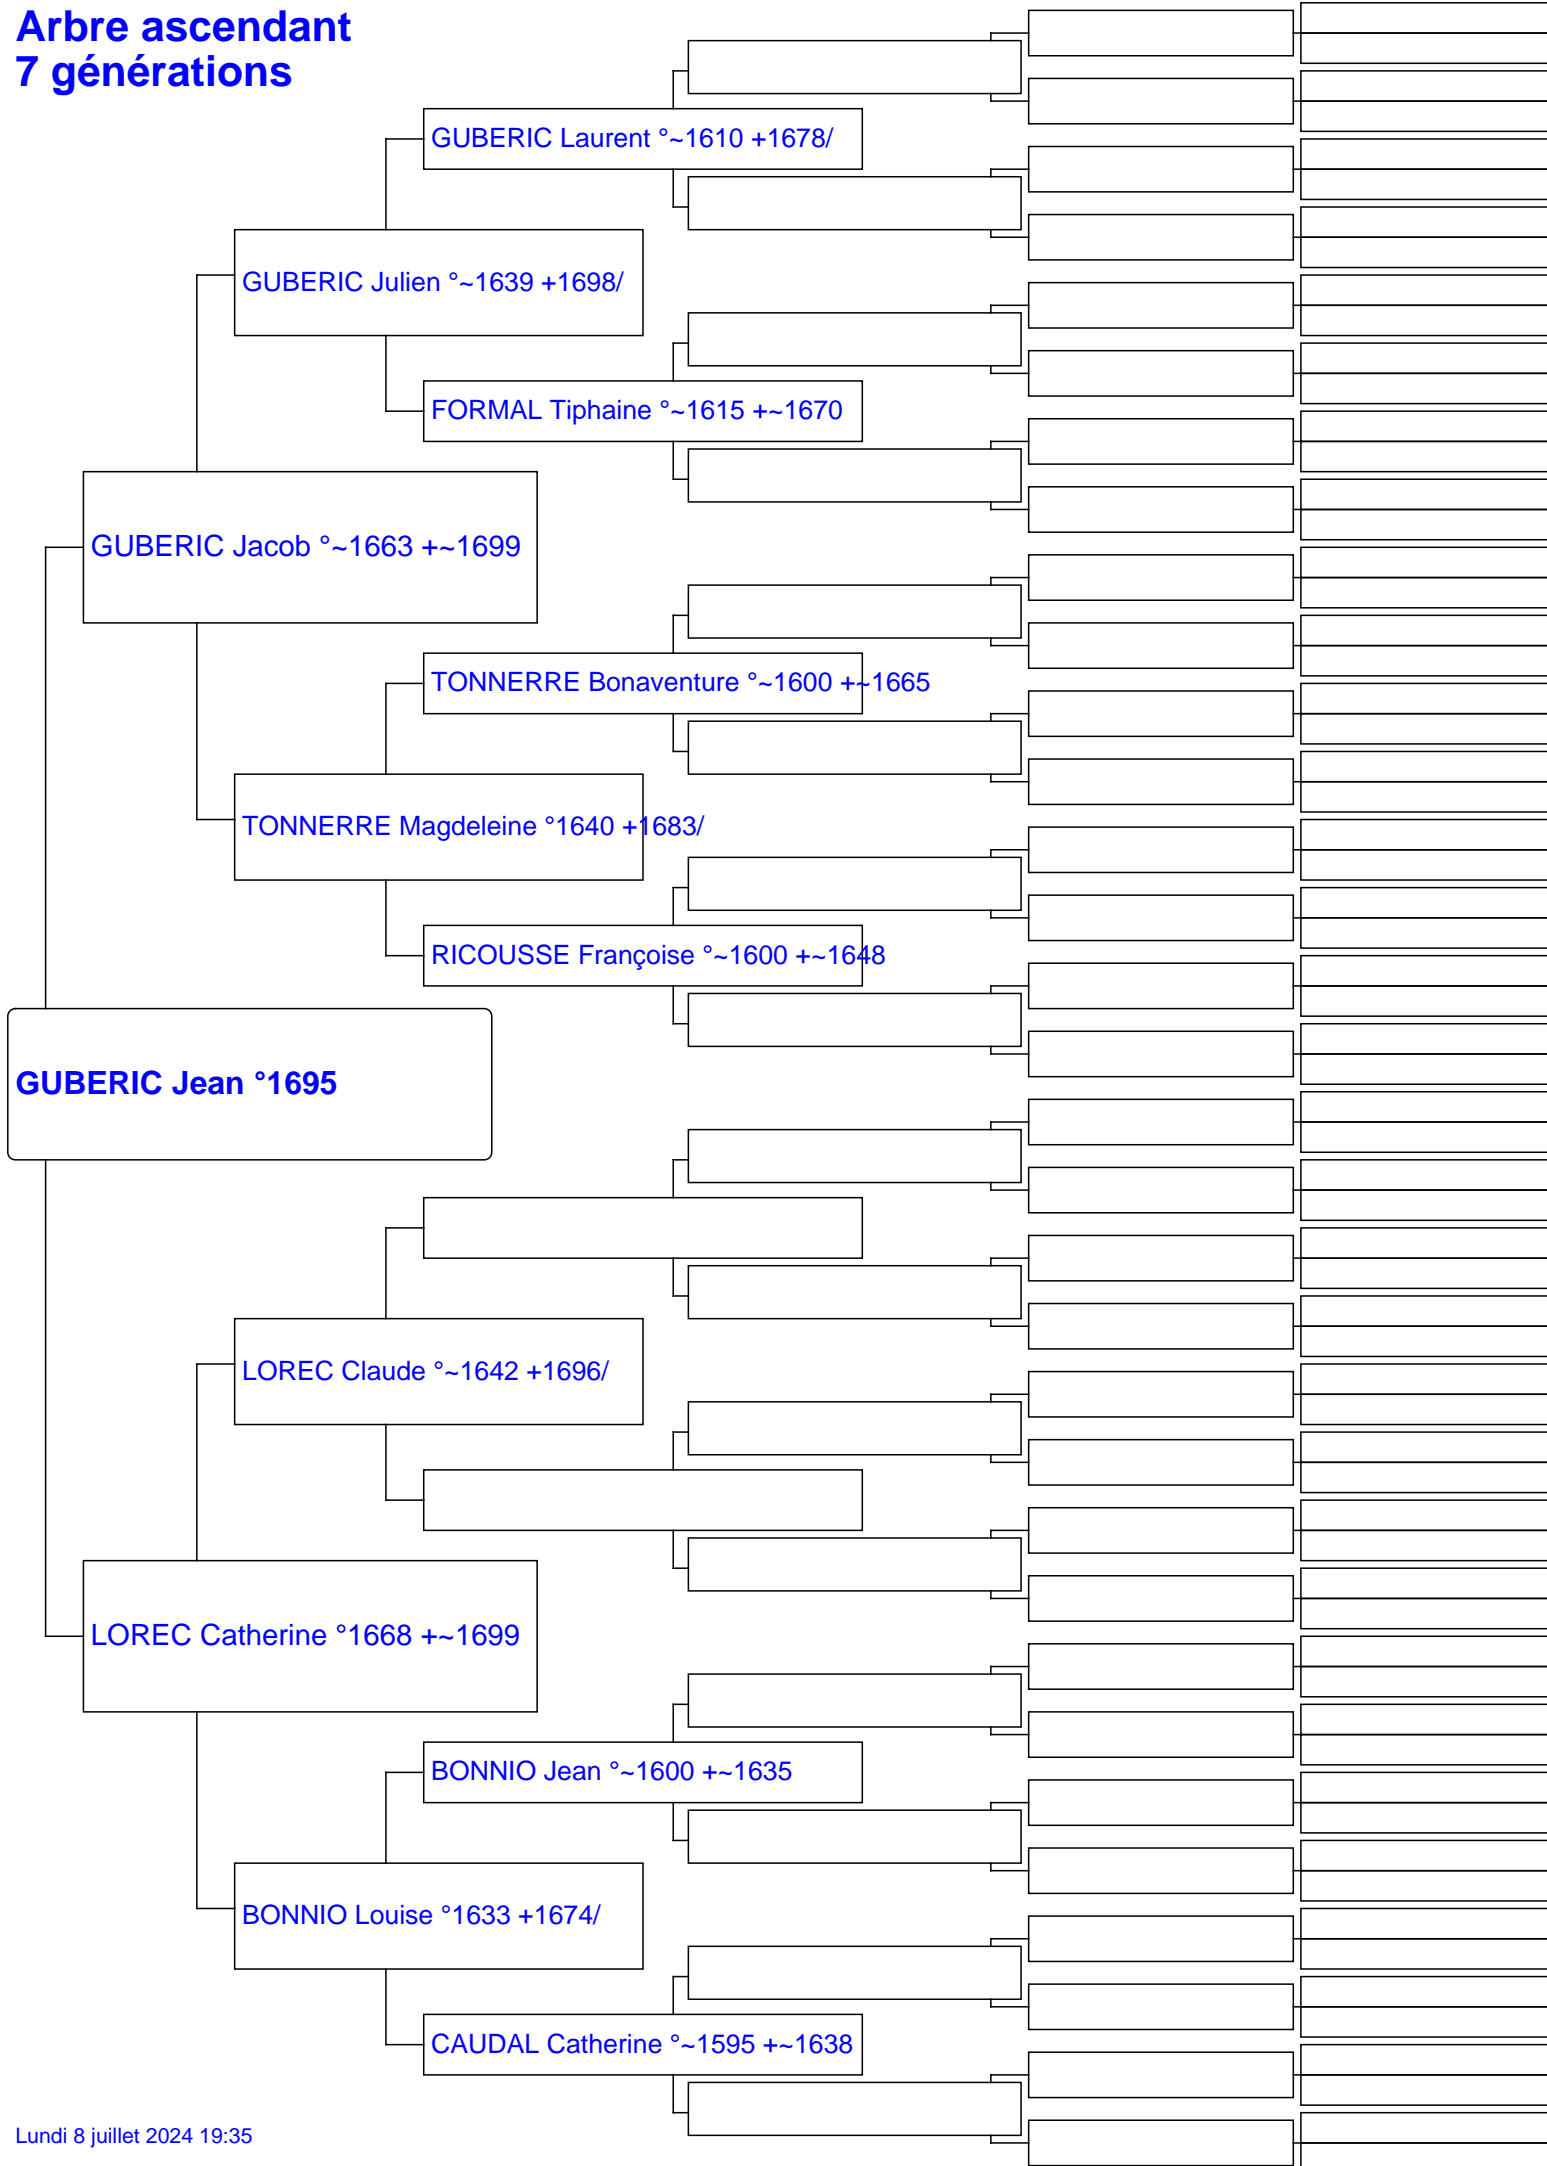 Arbre ascendant
7 générations
GUBERIC Laurent °~1610 +1678/
GUBERIC Julien °~1639 +1698/
FORMAL Tiphaine °~1615 +~1670
GUBERIC Jacob °~1663 +~1699
TONNERRE Bonaventure °~1600 +~1665
TONNERRE Magdeleine °1640 +1683/
RICOUSSE Françoise °~1600 +~1648
GUBERIC Jean °1695
LOREC Claude °~1642 +1696/
LOREC Catherine °1668 +~1699
BONNIO Jean °~1600 +~1635
BONNIO Louise °1633 +1674/
CAUDAL Catherine °~1595 +~1638
Lundi 8 juillet 2024 19:35